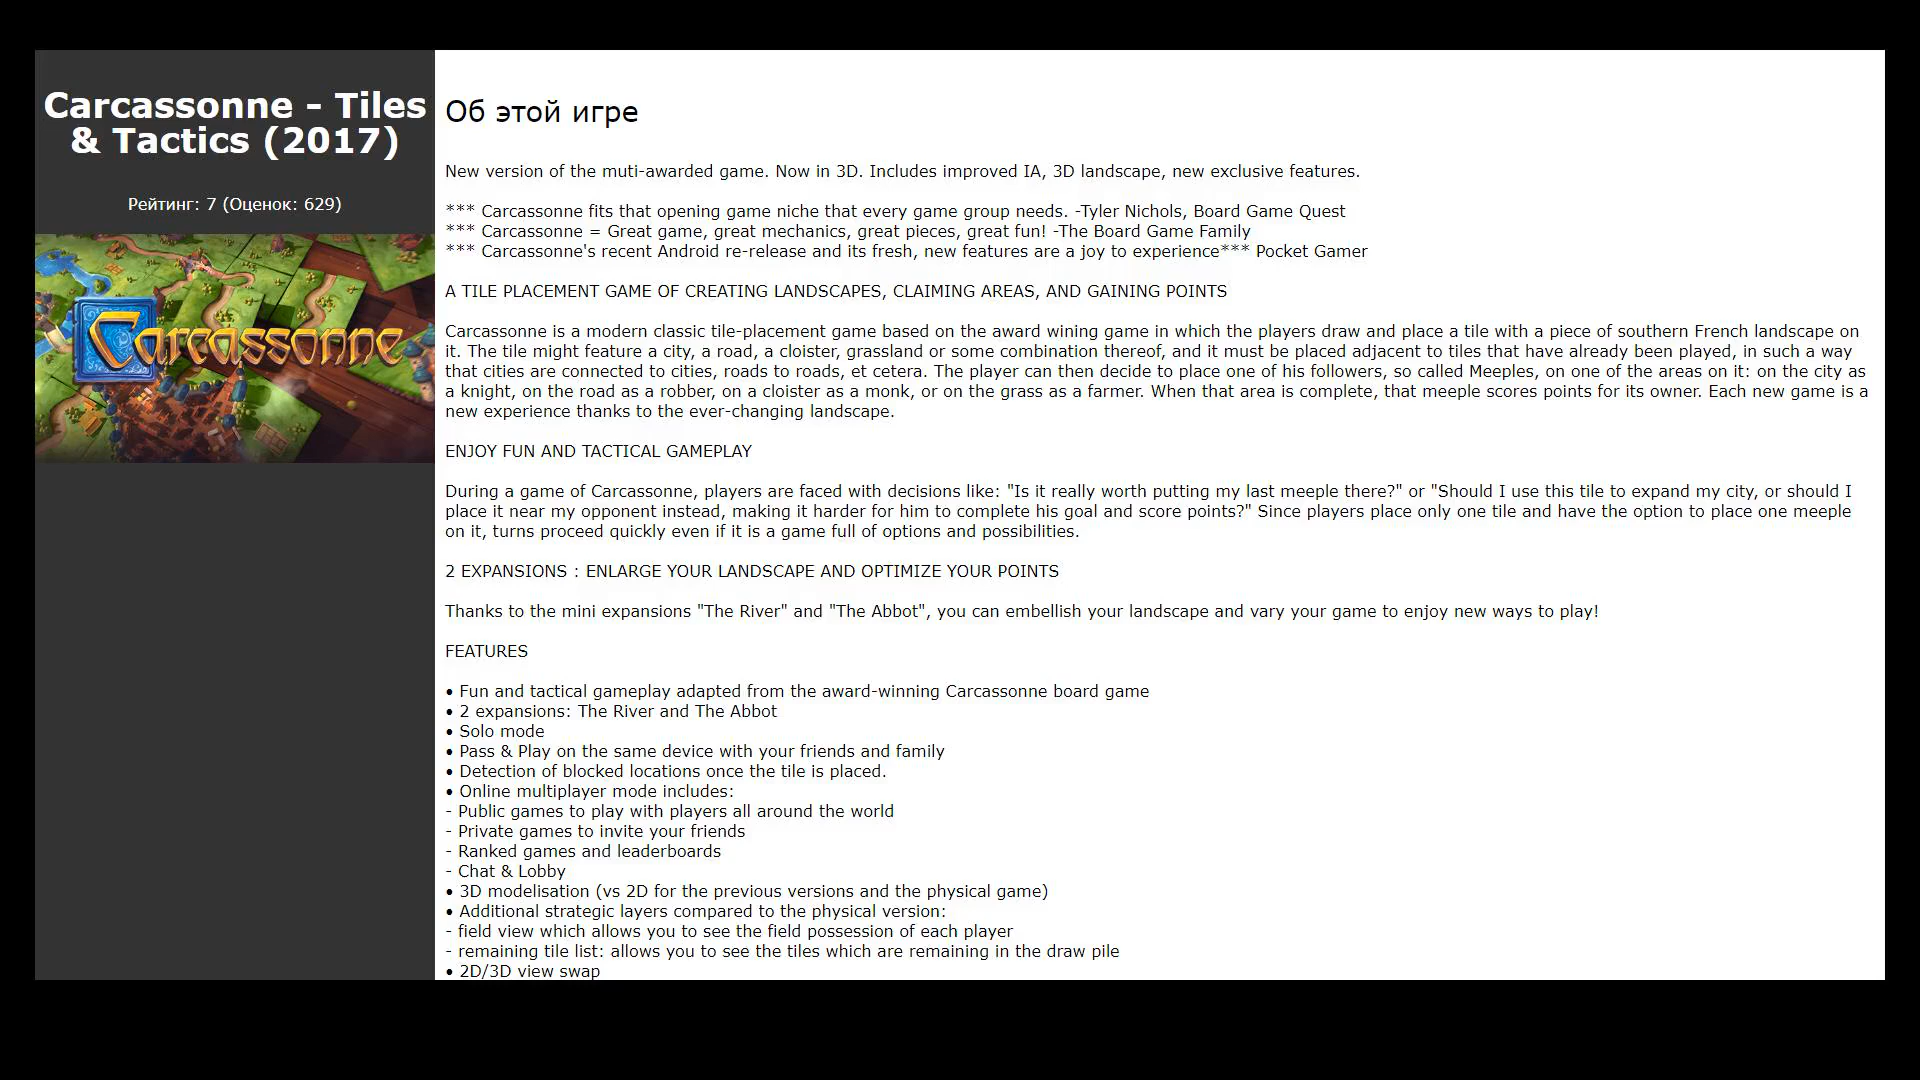 Carcassonne - Tiles
& Tactics (2017)
Рейтинг: 7 (Оценок: 629)
Carcassonne
Об этой игре
New version of the muti-awarded game. Now in 3D. Includes improved IA, 3D landscape, new exclusive features.
*** Carcassonne fits that opening game niche that every game group needs. -Tyler Nichols, Board Game Quest
*** Carcassonne = Great game, great mechanics, great pieces, great fun! -The Board Game Family
*** Carcassonne's recent Android re-release and its fresh, new features are a joy to experience*** Pocket Gamer
A TILE PLACEMENT GAME OF CREATING LANDSCAPES, CLAIMING AREAS, AND GAINING POINTS
Carcassonne is a modern classic tile-placement game based on the award wining game in which the players draw and place a tile with a piece of southern French landscape on
it. The tile might feature a city, a road, a cloister, grassland or some combination thereof, and it must be placed adjacent to tiles that have already been played, in such a way
that cities are connected to cities, roads to roads, et cetera. The player can then decide to place one of his followers, so called Meeples, on one of the areas on it: on the city as
a knight, on the road as a robber, on a cloister as a monk, or on the grass as a farmer. When that area is complete, that meeple scores points for its owner. Each new game is a
new experience thanks to the ever-changing landscape.
ENJOY FUN AND TACTICAL GAMEPLAY
During a game of Carcassonne, players are faced with decisions like: "Is it really worth putting my last meeple there?" or "Should I use this tile to expand my city, or should I
place it near my opponent instead, making it harder for him to complete his goal and score points?" Since players place only one tile and have the option to place one meeple
on it, turns proceed quickly even if it is a game full of options and possibilities.
2 EXPANSIONS : ENLARGE YOUR LANDSCAPE AND OPTIMIZE YOUR POINTS
Thanks to the mini expansions "The River" and "The Abbot", you can embellish your landscape and vary your game to enjoy new ways to play!
FEATURES
• Fun and tactical gameplay adapted from the award-winning Carcassonne board game
• 2 expansions: The River and The Abbot
• Solo mode
• Pass & Play on the same device with your friends and family
• Detection of blocked locations once the tile is placed.
• Online multiplayer mode includes:
- Public games to play with players all around the world
- Private games to invite your friends
- Ranked games and leaderboards
- Chat & Lobby
• 3D modelisation (vs 2D for the previous versions and the physical game)
• Additional strategic layers compared to the physical version:
- field view which allows you to see the field possession of each player
- remaining tile list: allows you to see the tiles which are remaining in the draw pile
• 2D/3D view swap